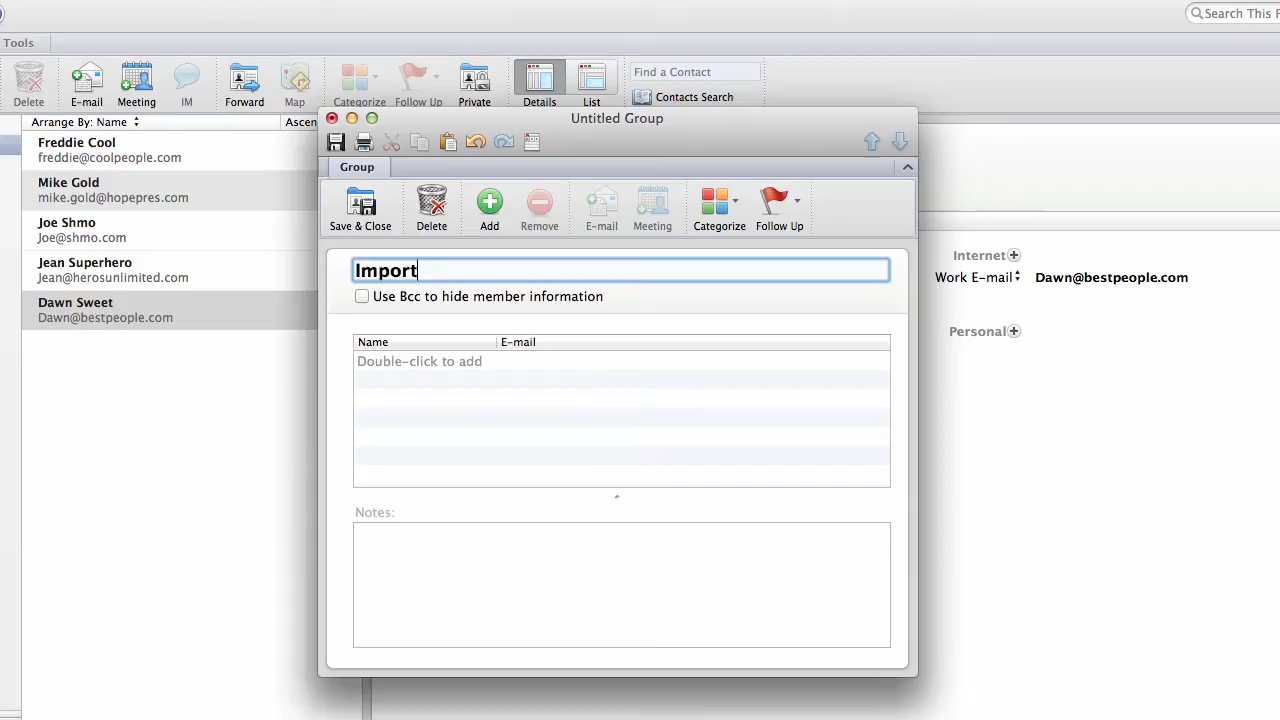 Search This F
Tools
Delete
E-mail
Meeting
IM
Forward
Map
Categorize
Follow Up
Private
Details
List
Find a Contact
Contacts Search
Arrange By: Name
Ascen
Freddie Cool
freddie@coolpeople.com
Mike Gold
mike.gold@hopepres.com
Joe Shmo
Joe@shmo.com
Jean Superhero
Jean@herosunlimited.com
Dawn Sweet
Dawn@bestpeople.com
Untitled Group
Group
Save & Close
Delete
Add
Remove
E-mail
Meeting
Categorize
Follow Up
Import
Use Bcc to hide member information
Name
E-mail
Double-click to add
Notes:
Internet
Work E-mail
Dawn@bestpeople.com
Personal